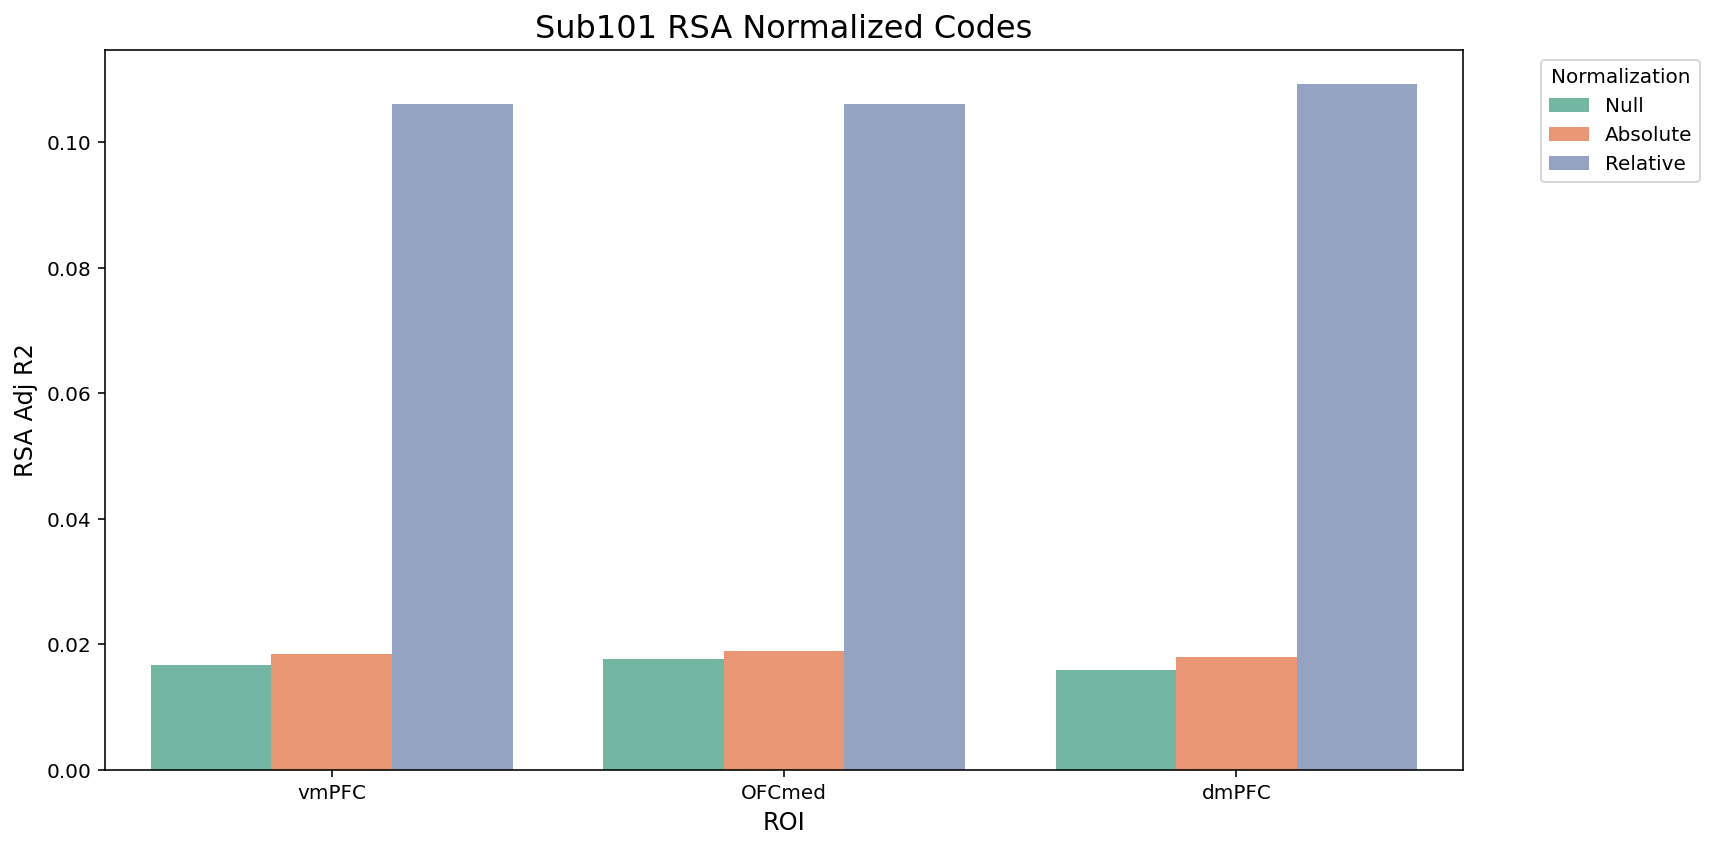 Sub101 RSA Normalized Codes
Normalization
Null
Absolute
Relative
RSA Adj R2
0.10
0.08
0.06
0.04
0.02
0.00
vmPFC
OFCmed
dmPFC
ROI